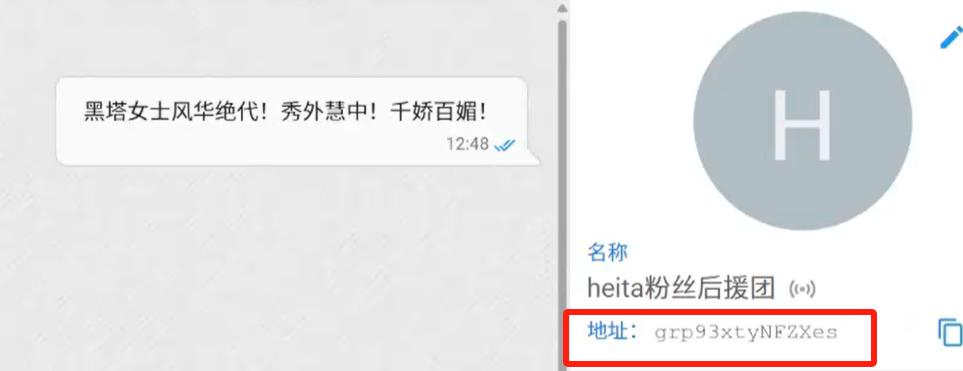 黑塔女士风华绝代！秀外慧中！千娇百媚！
12:48
H
名称
heita粉丝后援团
地址： grp93xtyNFZXes